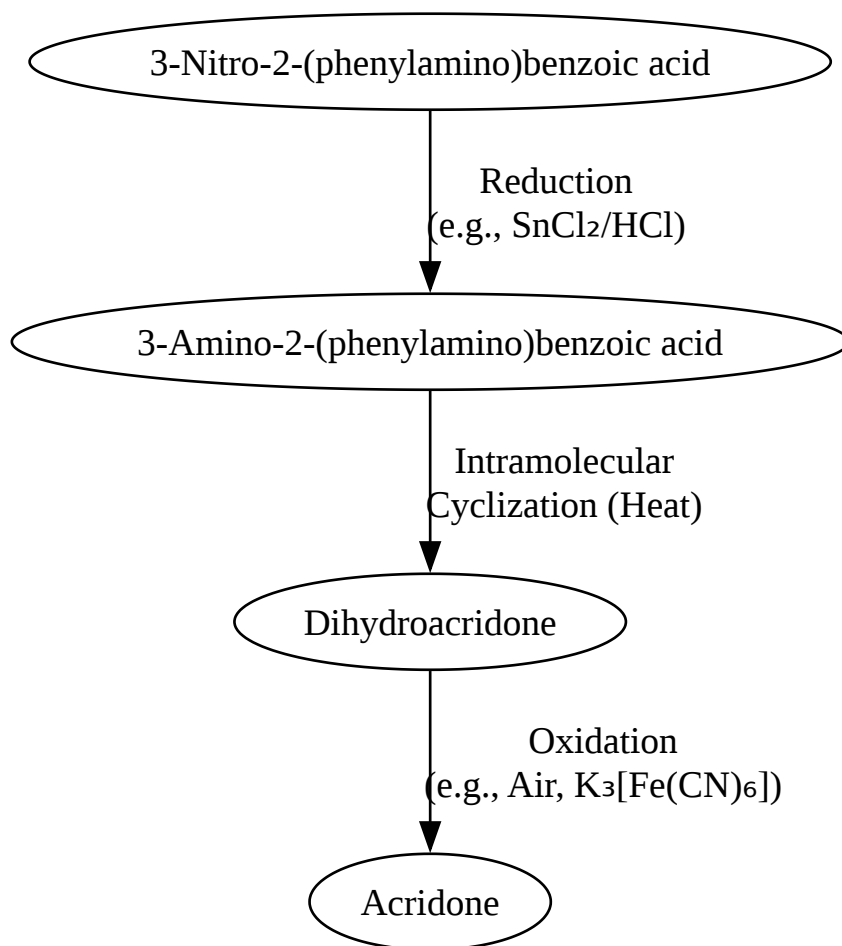 3-Nitro-2-(phenylamino)benzoic acid
Reduction
(e.g., SnCl₂/HCl)
3-Amino-2-(phenylamino)benzoic acid
Intramolecular
Cyclization (Heat)
Dihydroacridone
Oxidation
(e.g., Air, K₃[Fe(CN)₆])
Acridone